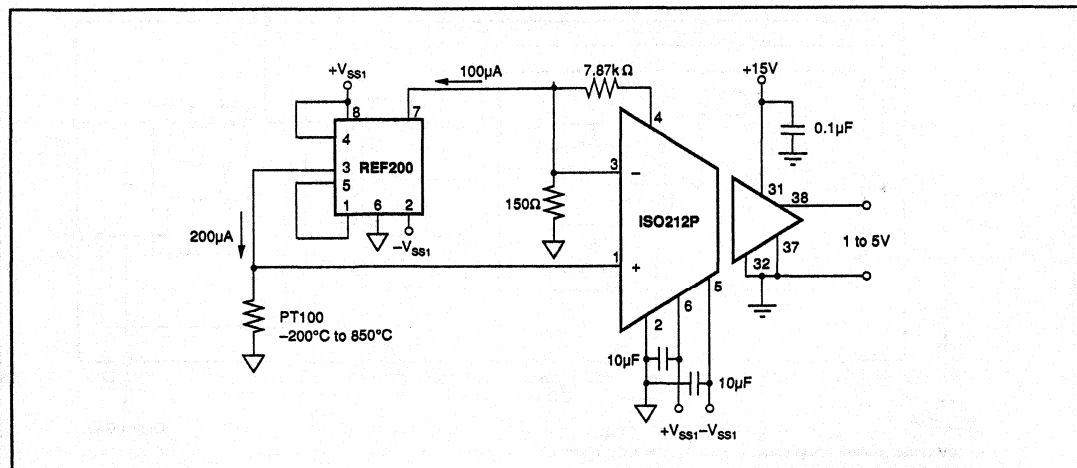 +V_SS1
100µA
7.87kΩ
+15V
8
7
4
0.1µF
4
3
REF200
3
−
5
31
38
150Ω
ISO212P
1
6
2
200µA
−V_SS1
37
1 to 5V
1
+
32
5
6
PT100
−200°C to 850°C
2
10µF
10µF
+V_SS1 −V_SS1